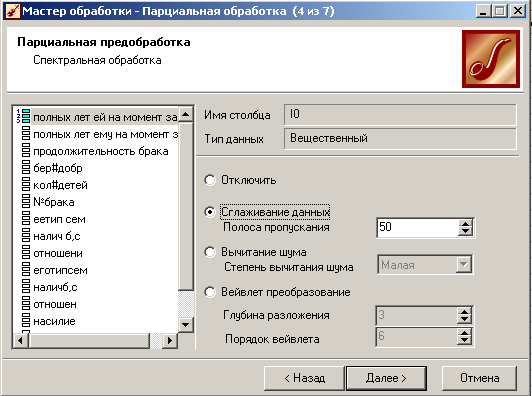 Мастер обработки - Парциальная обработка (4 из 7)
Парциальная предобработка
Спектральная обработка
полных лет ей на момент за
полных лет ему на момент з
продолжительность брака
бер#добр
кол#детей
№брака
еетип сем
налич б,с
отношени
еготипсем
наличб,с
отношен
насилие
Имя столбца I0
Тип данных Вещественный
Отключить
Сглаживание данных
Полоса пропускания 50
Вычитание шума
Степень вычитания шума Малая
Вейвлет преобразование
Глубина разложения 3
Порядок вейвлета 6
< Назад Далее > Отмена